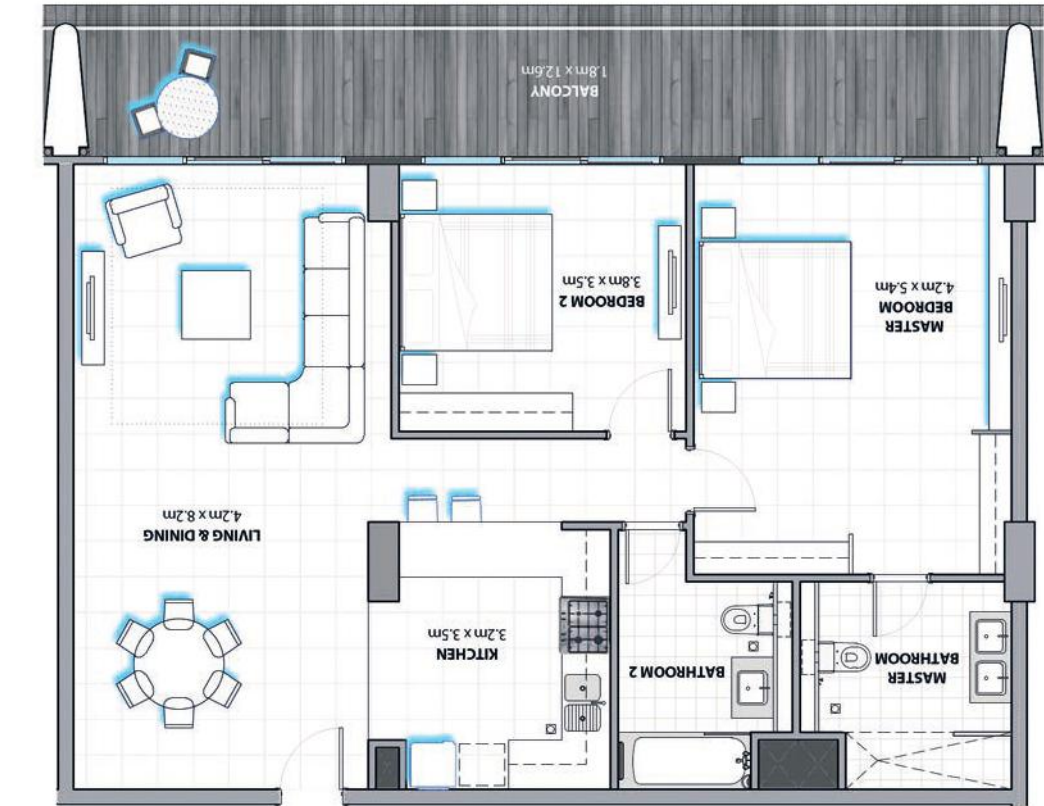 MASTER
BATHROOM
BATHROOM 2
KITCHEN
3.2m x 3.5m
LIVING & DINING
4.2m x 8.2m
MASTER
BEDROOM
4.2m x 5.4m
BEDROOM 2
3.8m x 3.5m
BALCONY
1.8m x 12.6m